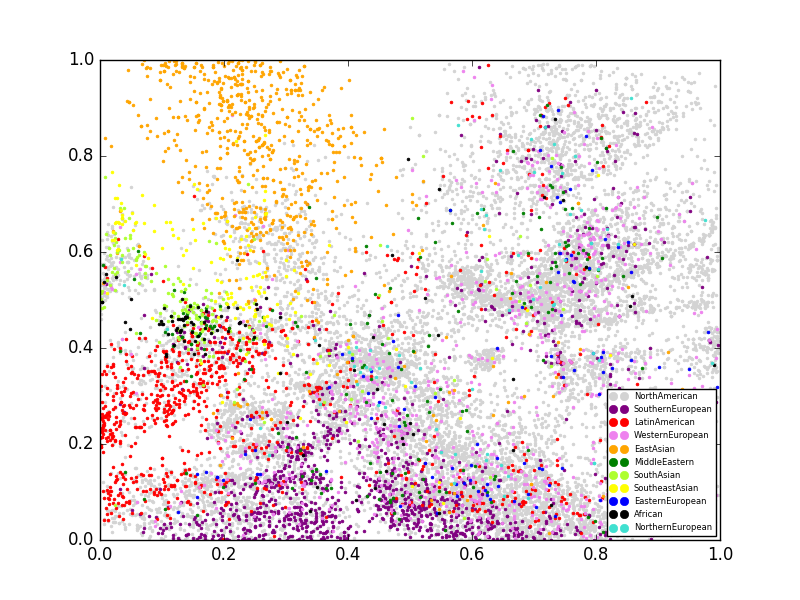 1.0
0.8
0.6
0.4
0.2
0.0
0.0 0.2 0.4 0.6 0.8 1.0
NorthAmerican
SouthernEuropean
LatinAmerican
WesternEuropean
EastAsian
MiddleEastern
SouthAsian
SoutheastAsian
EasternEuropean
African
NorthernEuropean